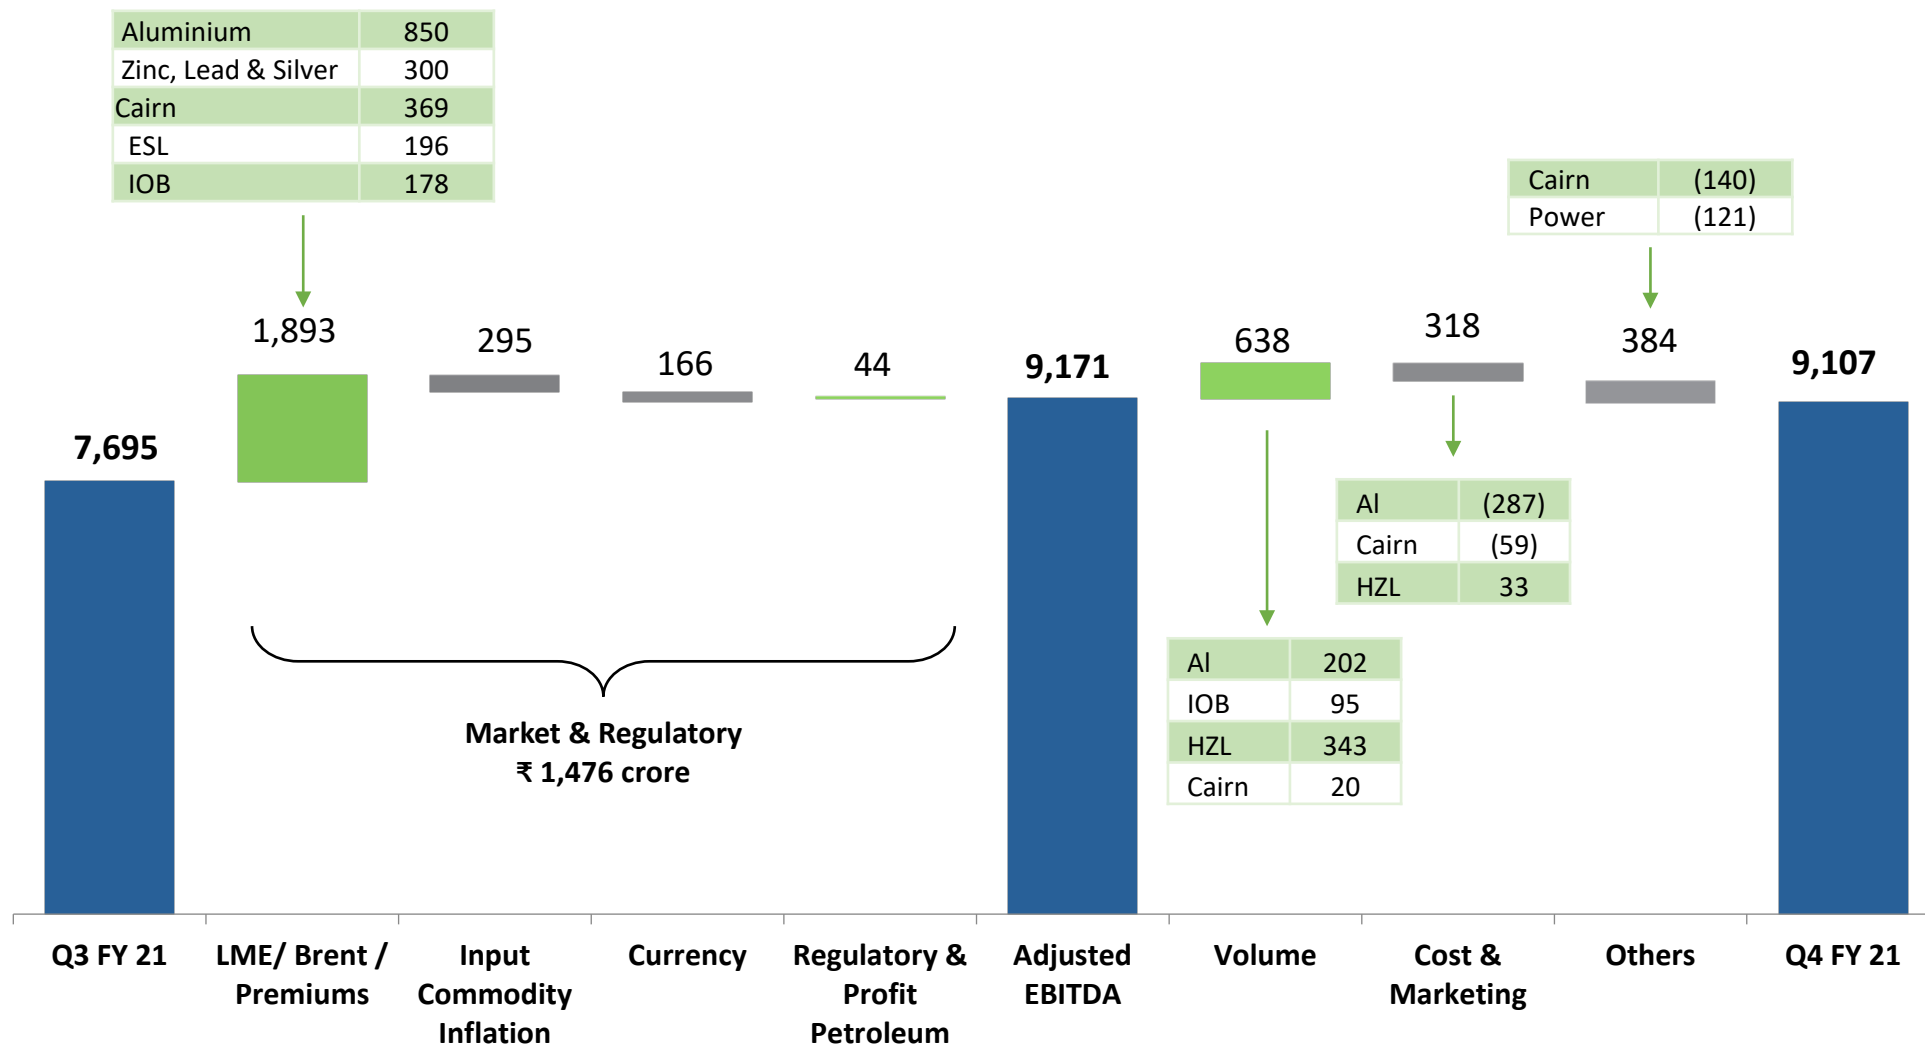 Aluminium 850
Zinc, Lead & Silver 300
Cairn 369
ESL 196
IOB 178
Cairn (140)
Power (121)
7,695
1,893
295
166
44
9,171
638
318
384
9,107
Al (287)
Cairn (59)
HZL 33
Al 202
IOB 95
HZL 343
Cairn 20
Market & Regulatory
₹ 1,476 crore
Q3 FY 21
LME/ Brent /
Premiums
Input
Commodity
Inflation
Currency
Regulatory &
Profit
Petroleum
Adjusted
EBITDA
Volume
Cost &
Marketing
Others
Q4 FY 21